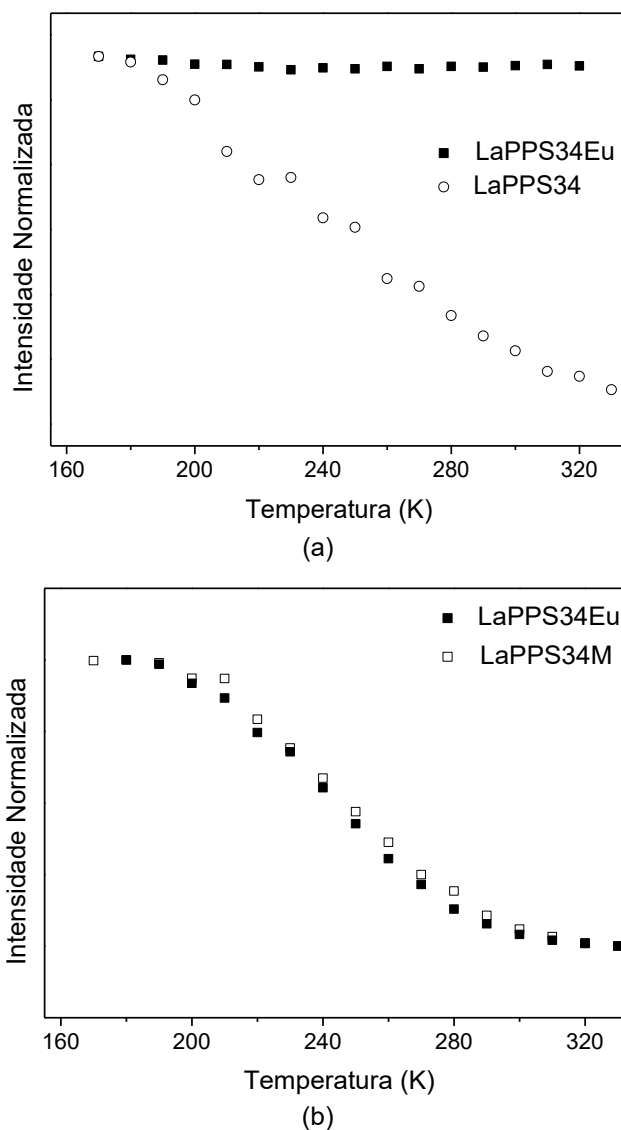 Intensidade Normalizada
LaPPS34Eu
LaPPS34
160 200 240 280 320
Temperatura (K)
(a)
Intensidade Normalizada
LaPPS34Eu
LaPPS34M
160 200 240 280 320
Temperatura (K)
(b)